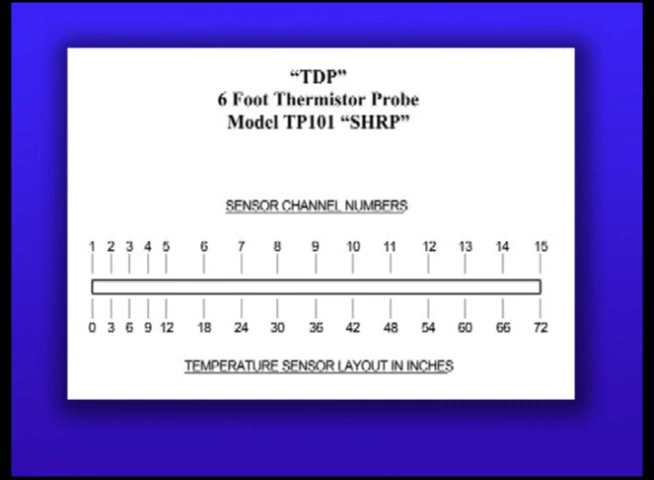 “TDP”
6 Foot Thermistor Probe
Model TP101 “SHRP”
SENSOR CHANNEL NUMBERS
1 2 3 4 5 6 7 8 9 10 11 12 13 14 15
0 3 6 9 12 18 24 30 36 42 48 54 60 66 72
TEMPERATURE SENSOR LAYOUT IN INCHES